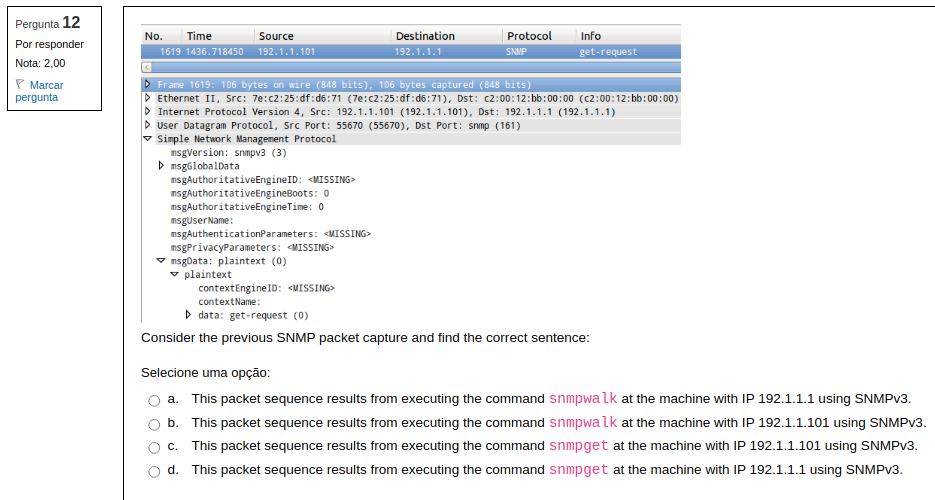 Pergunta 12
Por responder
Nota: 2,00
Marcar
pergunta
No. Time Source Destination Protocol Info
1619 1436.718450 192.1.1.101 192.1.1.1 SNMP get-request
Frame 1619: 106 bytes on wire (848 bits), 106 bytes captured (848 bits)
Ethernet II, Src: 7e:c2:25:df:d6:71 (7e:c2:25:df:d6:71), Dst: c2:00:12:bb:00:00 (c2:00:12:bb:00:00)
Internet Protocol Version 4, Src: 192.1.1.101 (192.1.1.101), Dst: 192.1.1.1 (192.1.1.1)
User Datagram Protocol, Src Port: 55670 (55670), Dst Port: snmp (161)
Simple Network Management Protocol
msgVersion: snmpv3 (3)
msgGlobalData
msgAuthoritativeEngineID: <MISSING>
msgAuthoritativeEngineBoots: 0
msgAuthoritativeEngineTime: 0
msgUserName:
msgAuthenticationParameters: <MISSING>
msgPrivacyParameters: <MISSING>
msgData: plaintext (0)
plaintext
contextEngineID: <MISSING>
contextName:
data: get-request (0)
Consider the previous SNMP packet capture and find the correct sentence:
Selecione uma opção:
a. This packet sequence results from executing the command snmpwalk at the machine with IP 192.1.1.1 using SNMPv3.
b. This packet sequence results from executing the command snmpwalk at the machine with IP 192.1.1.101 using SNMPv3.
c. This packet sequence results from executing the command snmpget at the machine with IP 192.1.1.101 using SNMPv3.
d. This packet sequence results from executing the command snmpget at the machine with IP 192.1.1.1 using SNMPv3.